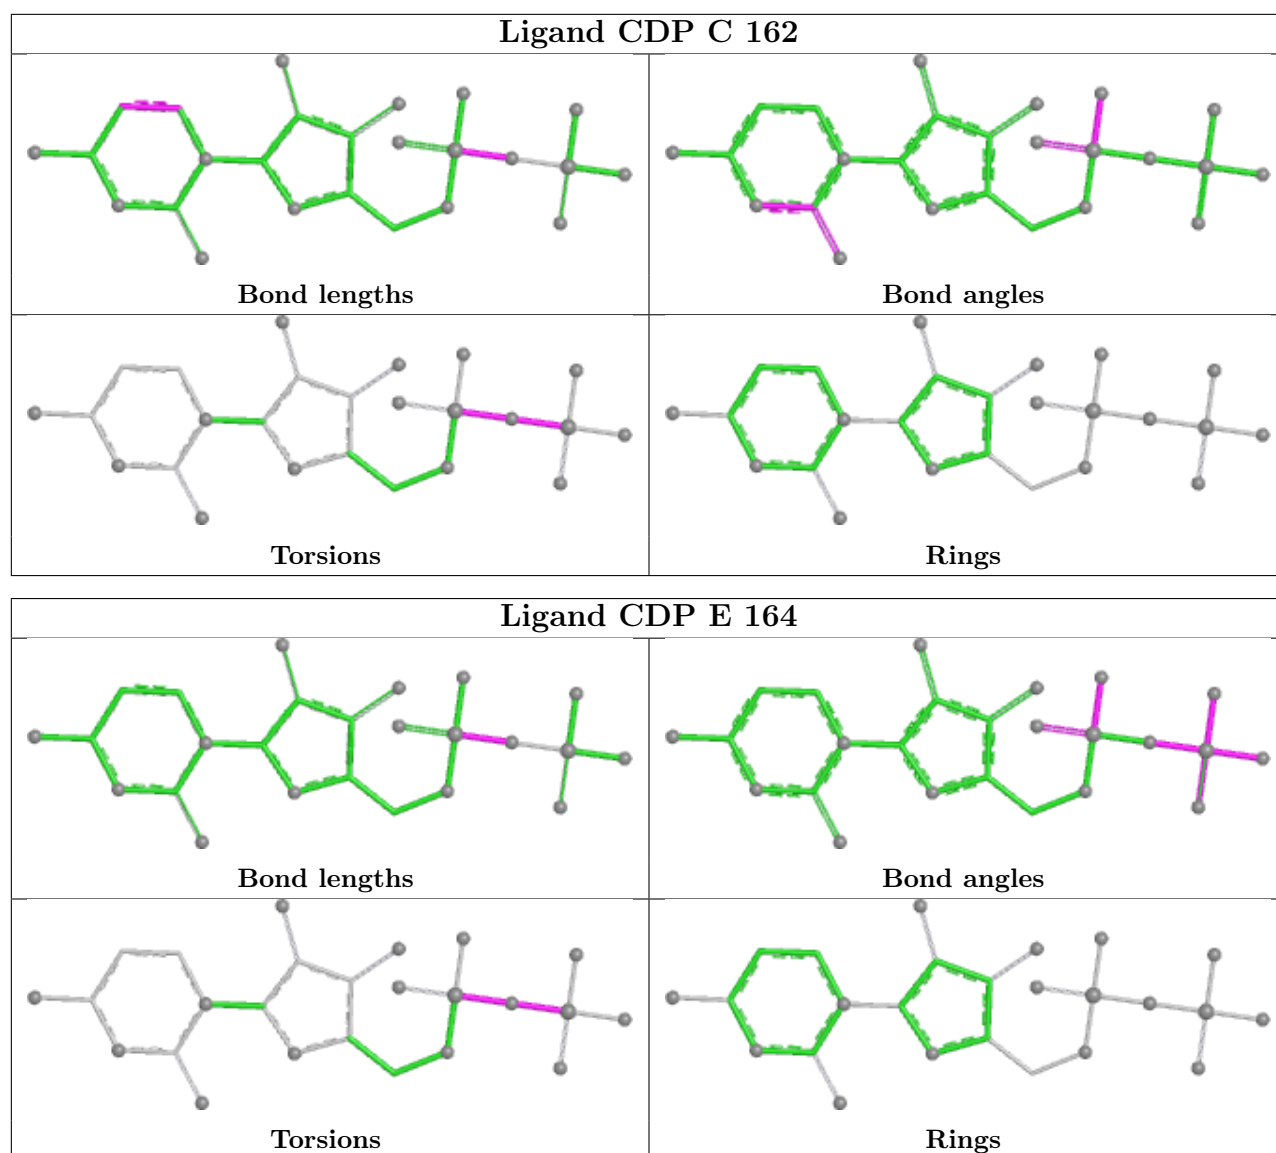 Ligand CDP C 162
Bond lengths
Bond angles
Torsions
Rings
Ligand CDP E 164
Bond lengths
Bond angles
Torsions
Rings